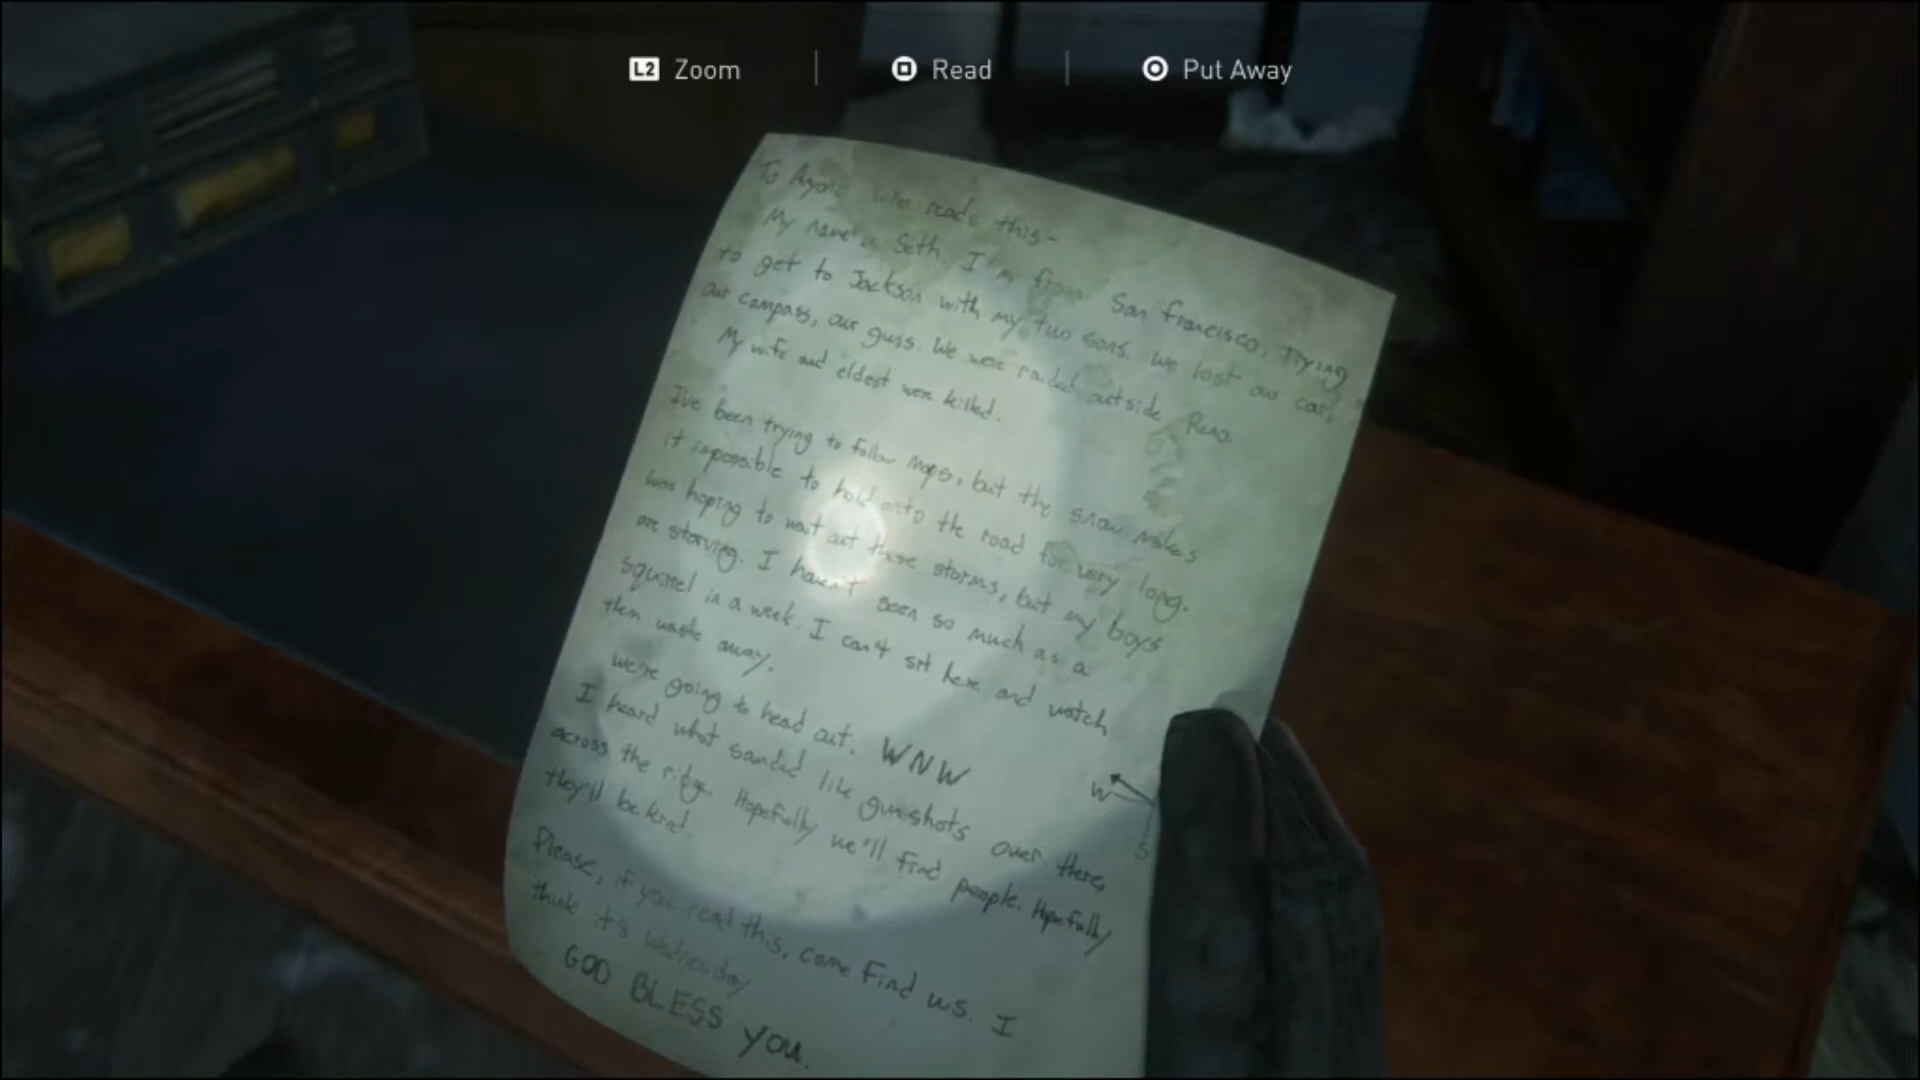 L2 Zoom | Read | Put Away
To Anyone who reads this-
My name is Seth, I'm from San Francisco, Trying
to get to Jackson with my two sons. We lost our car,
our compass, our guns. We were raided outside Reno.
My wife and eldest were killed.
I've been trying to follow maps, but the snow makes
it impossible to hold onto the road for very long.
Was hoping to wait out these storms, but my boys
are starving. I haven't seen so much as a
squirrel in a week. I can't sit here and watch
them waste away.
We're going to head out. WNW
W
S
I heard what sounded like gunshots over there,
across the ridge. Hopefully we'll find people. Hopefully
they'll be kind.
Please, if you read this, come find us. I
think it's Wednesday
GOD BLESS YOU.